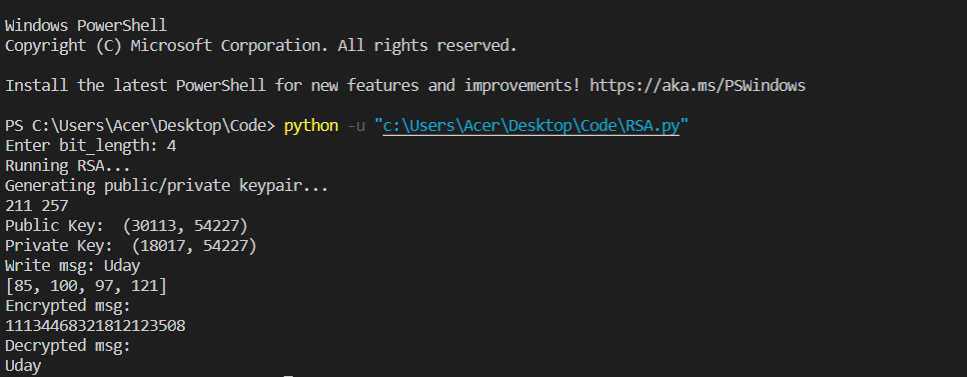 Windows PowerShell
Copyright (C) Microsoft Corporation. All rights reserved.
Install the latest PowerShell for new features and improvements! https://aka.ms/PSWindows
PS C:\Users\Acer\Desktop\Code> python -u "c:\Users\Acer\Desktop\Code\RSA.py"
Enter bit_length: 4
Running RSA...
Generating public/private keypair...
211 257
Public Key:  (30113, 54227)
Private Key:  (18017, 54227)
Write msg: Uday
[85, 100, 97, 121]
Encrypted msg:
11134468321812123508
Decrypted msg:
Uday